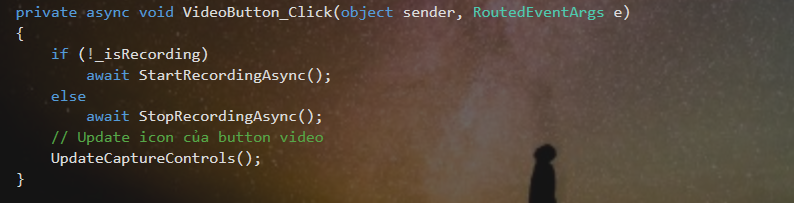 private async void VideoButton_Click(object sender, RoutedEventArgs e)
{
    if (!_isRecording)
        await StartRecordingAsync();
    else
        await StopRecordingAsync();
    // Update icon của button video
    UpdateCaptureControls();
}